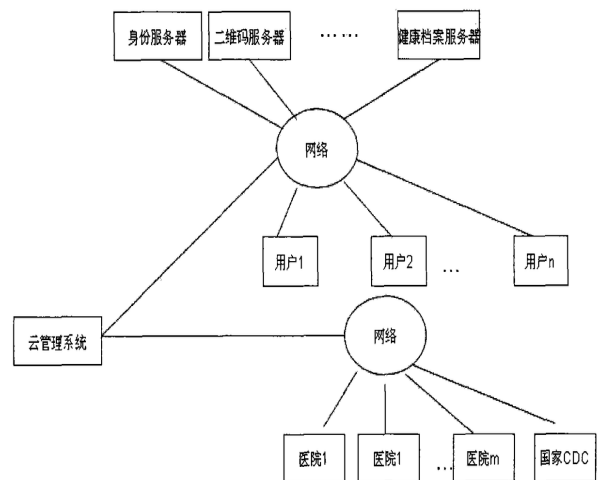 身份服务器
二维码服务器
……
健康档案服务器
网络
用户1
用户2
…
用户n
网络
云管理系统
医院1
医院1
…
医院m
国家CDC